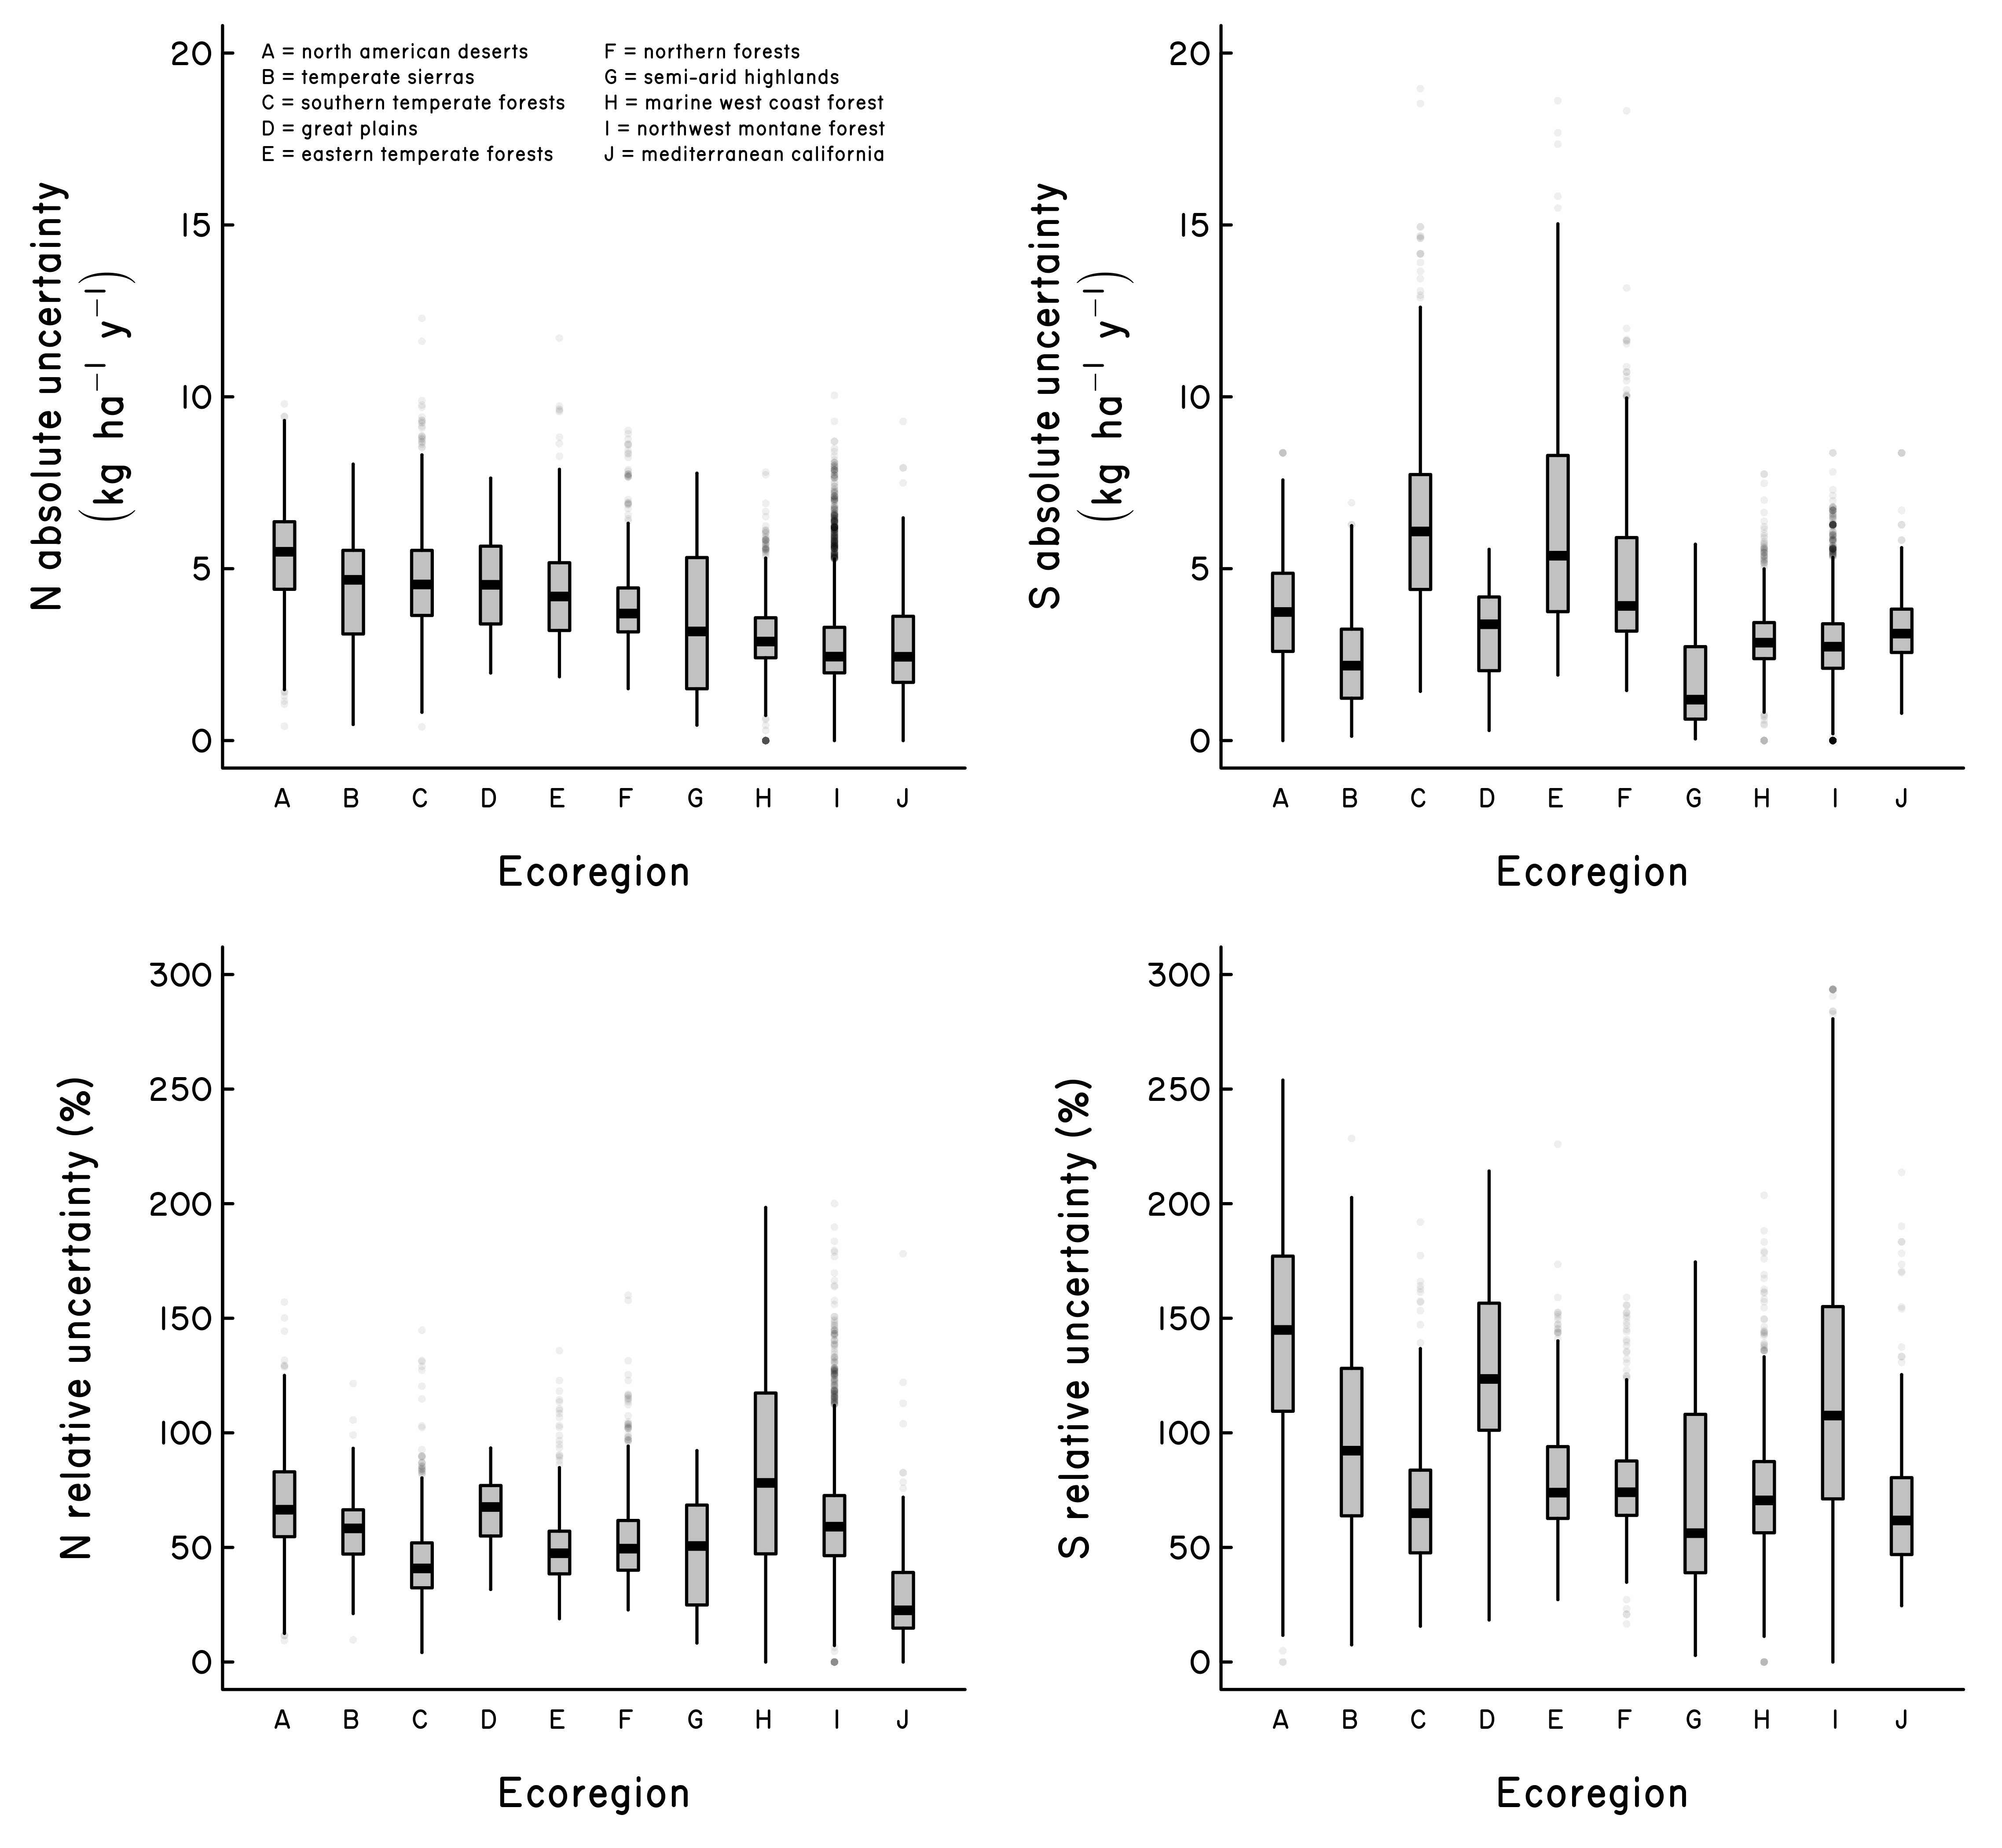 N absolute uncertainty
(kg ha⁻¹ y⁻¹)
20
15
10
5
0
A = north american deserts
B = temperate sierras
C = southern temperate forests
D = great plains
E = eastern temperate forests
F = northern forests
G = semi-arid highlands
H = marine west coast forest
I = northwest montane forest
J = mediterranean california
A B C D E F G H I J
Ecoregion
S absolute uncertainty
(kg ha⁻¹ y⁻¹)
20
15
10
5
0
A B C D E F G H I J
Ecoregion
N relative uncertainty (%)
300
250
200
150
100
50
0
A B C D E F G H I J
Ecoregion
S relative uncertainty (%)
300
250
200
150
100
50
0
A B C D E F G H I J
Ecoregion